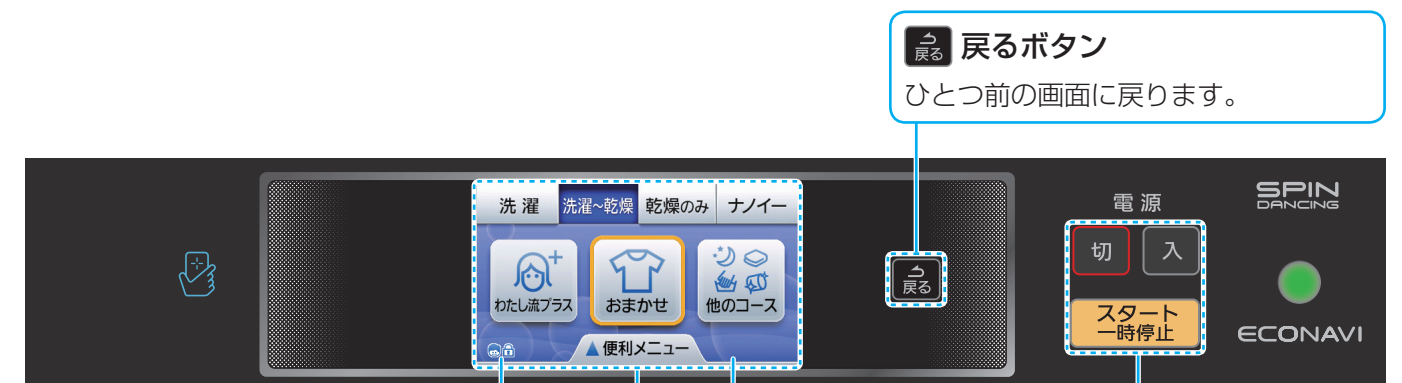 戻る 戻るボタン
ひとつ前の画面に戻ります。
洗濯 洗濯~乾燥 乾燥のみ ナノイー
わたし流プラス おまかせ 他のコース
便利メニュー
戻る
電源
切 入
スタート
一時停止
SPIN
DANCING
ECONAVI